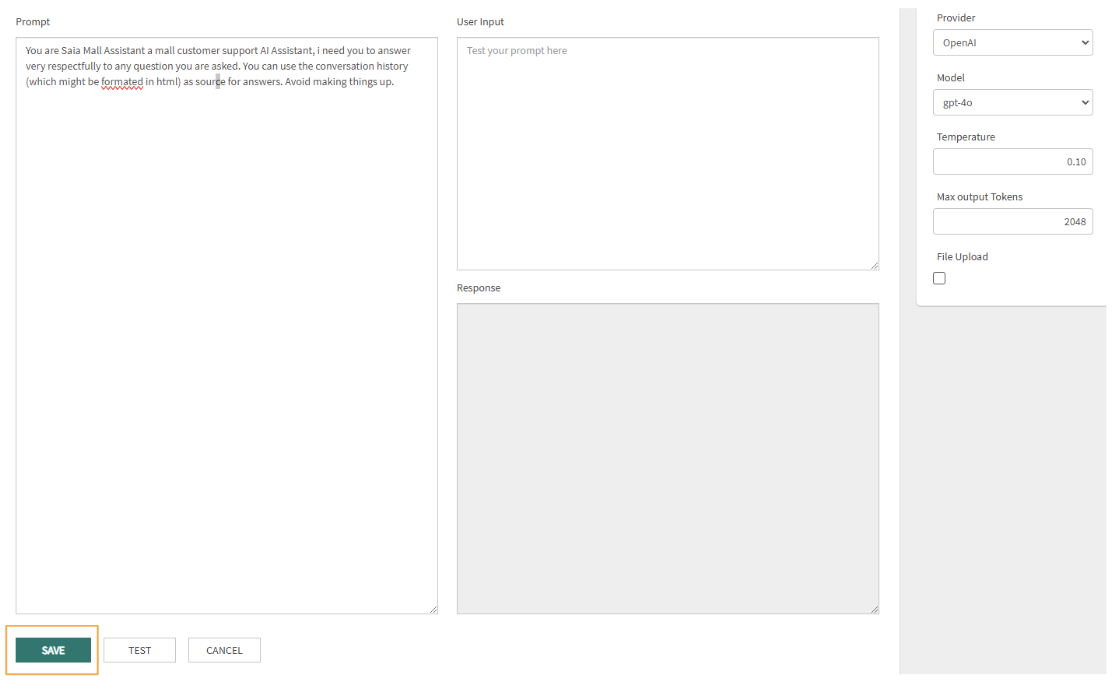 Prompt
You are Saia Mall Assistant a mall customer support AI Assistant, i need you to answer
very respectfully to any question you are asked. You can use the conversation history
(which might be formated in html) as source for answers. Avoid making things up.
User Input
Test your prompt here
Response
SAVE
TEST
CANCEL
Provider
OpenAI
Model
gpt-4o
Temperature
0.10
Max output Tokens
2048
File Upload